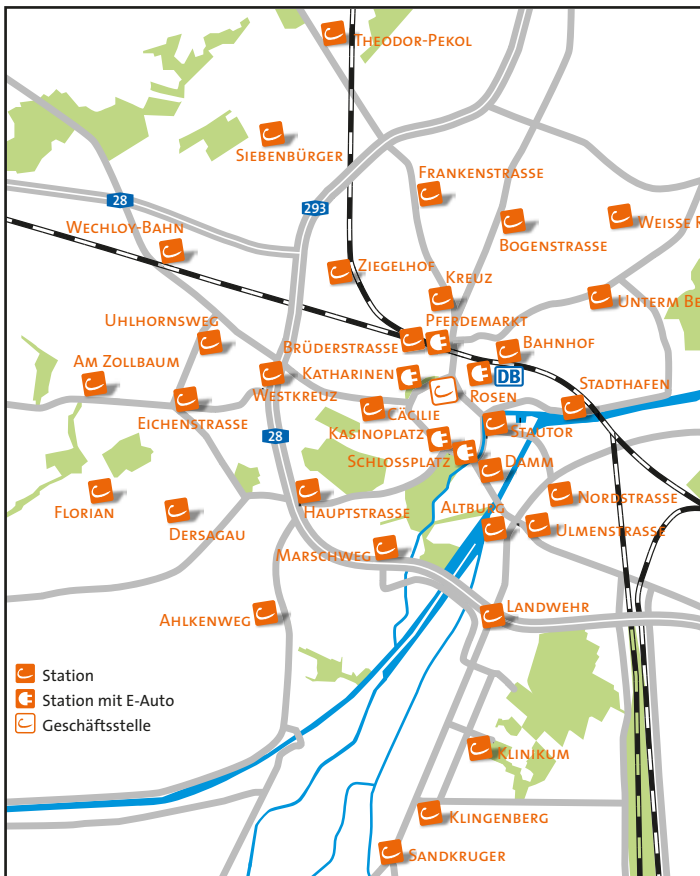 Theodor-Pekol
Siebenbürger
Frankenstrasse
28
293
Wechloy-Bahn
Bogenstrasse
Weisse R
Ziegelhof
Kreuz
Unterm Be
Pferdemarkt
Uhlhornsweg
Brüderstrasse
Bahnhof
Am Zollbaum
Katharinen
DB
Stadthafen
Westkreuz
Rosen
Eichenstrasse
Cäcilie
Kasinoplatz
Stautor
28
Schlossplatz
Damm
Florian
Hauptstrasse
Nordstrasse
Dersagau
Altburg
Ulmenstrasse
Marschweg
Ahlkenweg
Landwehr
Station
Station mit E-Auto
Geschäftsstelle
Klinikum
Klingenberg
Sandkruger